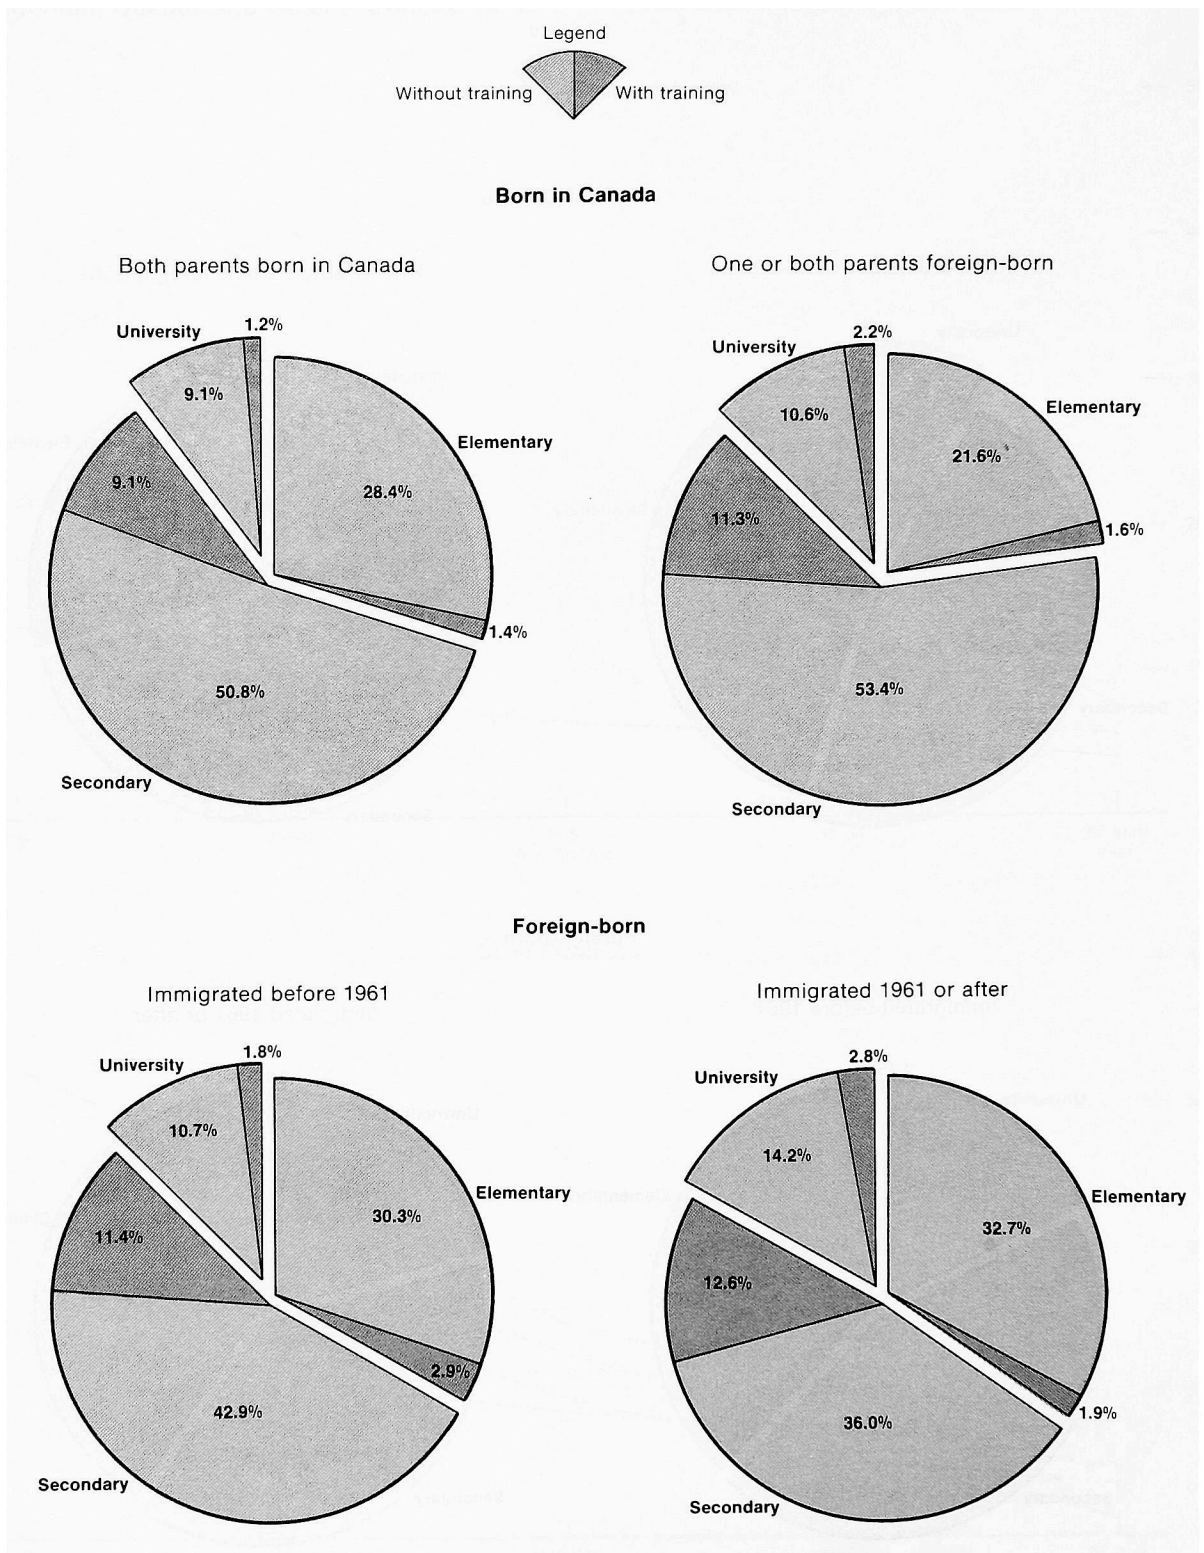 Legend
Without training
With training
Born in Canada
Both parents born in Canada
One or both parents foreign-born
University
1.2%
9.1%
9.1%
Elementary
28.4%
1.4%
50.8%
Secondary
University
2.2%
10.6%
Elementary
21.6%
11.3%
1.6%
53.4%
Secondary
Foreign-born
Immigrated before 1961
Immigrated 1961 or after
University
1.8%
10.7%
Elementary
30.3%
11.4%
2.9%
42.9%
Secondary
University
2.8%
14.2%
Elementary
32.7%
12.6%
1.9%
36.0%
Secondary